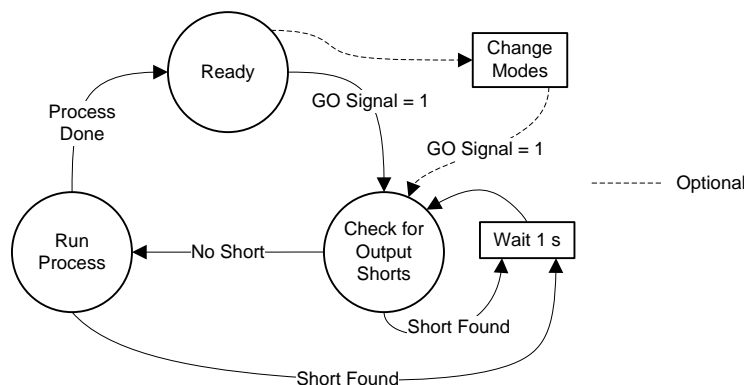 Ready
Change
Modes
GO Signal = 1
Process
Done
GO Signal = 1
Optional
Run
Process
No Short
Check for
Output
Shorts
Wait 1 s
Short Found
Short Found